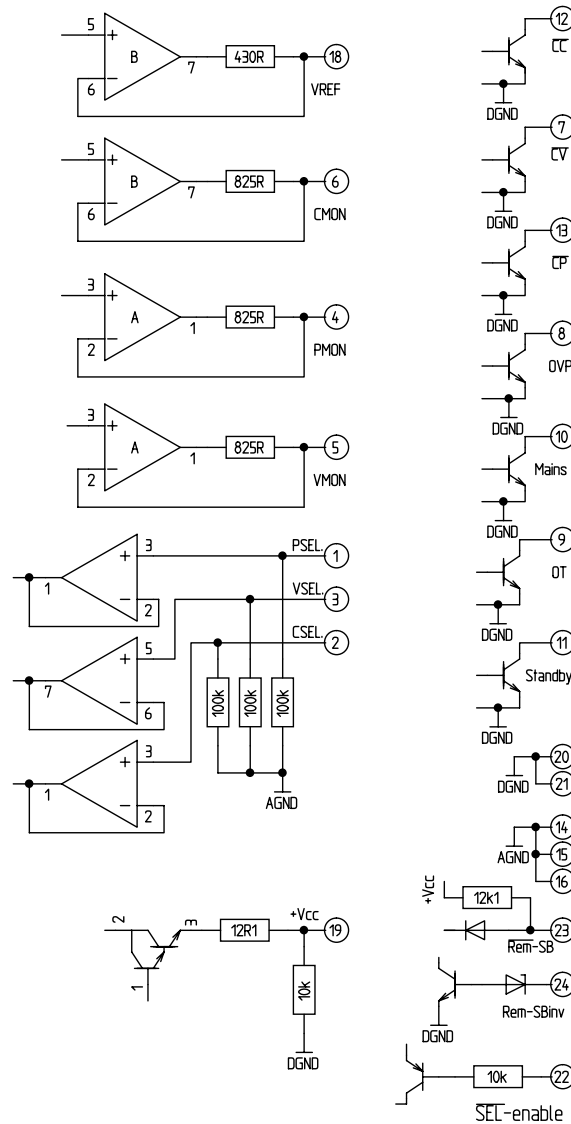 5
+
B
−
6
7
430R
18
VREF
5
+
B
−
6
7
825R
6
CMON
3
+
A
−
2
1
825R
4
PMON
3
+
A
−
2
1
825R
5
VMON
+
3
1
−
2
PSEL.
1
VSEL.
3
CSEL.
2
+
5
7
−
6
+
3
1
−
2
100k
100k
100k
AGND
2
3
1
12R1
+Vcc
19
10k
DGND
12
CC
DGND
7
CV
DGND
13
CP
DGND
8
OVP
DGND
10
Mains
DGND
9
OT
DGND
11
Standby
DGND
20
DGND
21
14
AGND
15
16
+Vcc
12k1
23
Rem-SB
24
Rem-SBinv
DGND
10k
22
SEL-enable